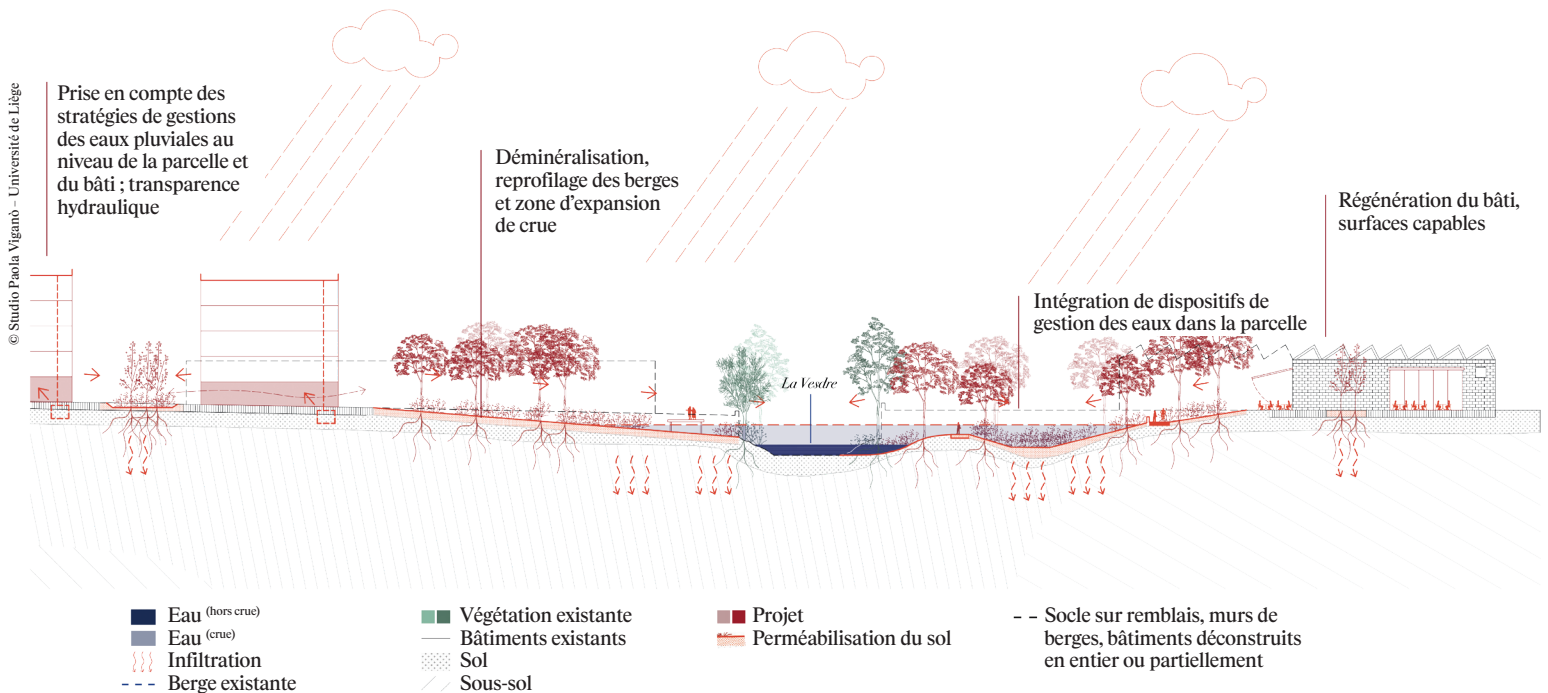 © Studio Paola Viganò – Université de Liège
Prise en compte des
stratégies de gestions
des eaux pluviales au
niveau de la parcelle et
du bâti ; transparence
hydraulique
Déminéralisation,
reprofilage des berges
et zone d’expansion
de crue
Régénération du bâti,
surfaces capables
Intégration de dispositifs de
gestion des eaux dans la parcelle
La Vesdre
Eau (hors crue)
Eau (crue)
Infiltration
Berge existante
Végétation existante
Bâtiments existants
Sol
Sous-sol
Projet
Perméabilisation du sol
Socle sur remblais, murs de
berges, bâtiments déconstruits
en entier ou partiellement